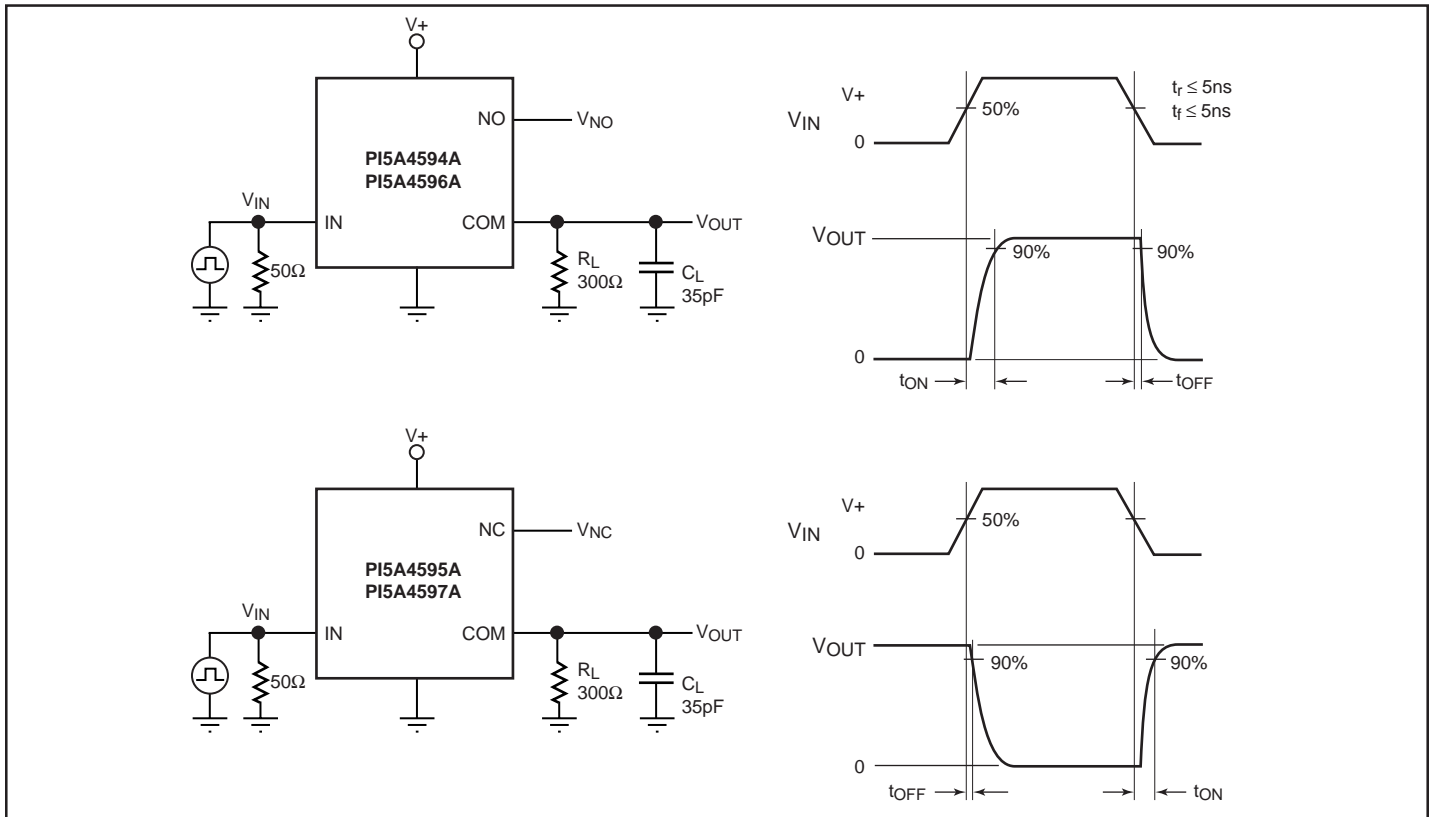 V+
NO
VNO
PI5A4594A
PI5A4596A
VIN
IN
COM
VOUT
50Ω
RL
300Ω
CL
35pF
V+
VIN
0
50%
tr ≤ 5ns
tf ≤ 5ns
VOUT
90%
90%
0
tON
tOFF
V+
NC
VNC
PI5A4595A
PI5A4597A
VIN
IN
COM
VOUT
50Ω
RL
300Ω
CL
35pF
V+
VIN
0
50%
VOUT
90%
90%
0
tOFF
tON